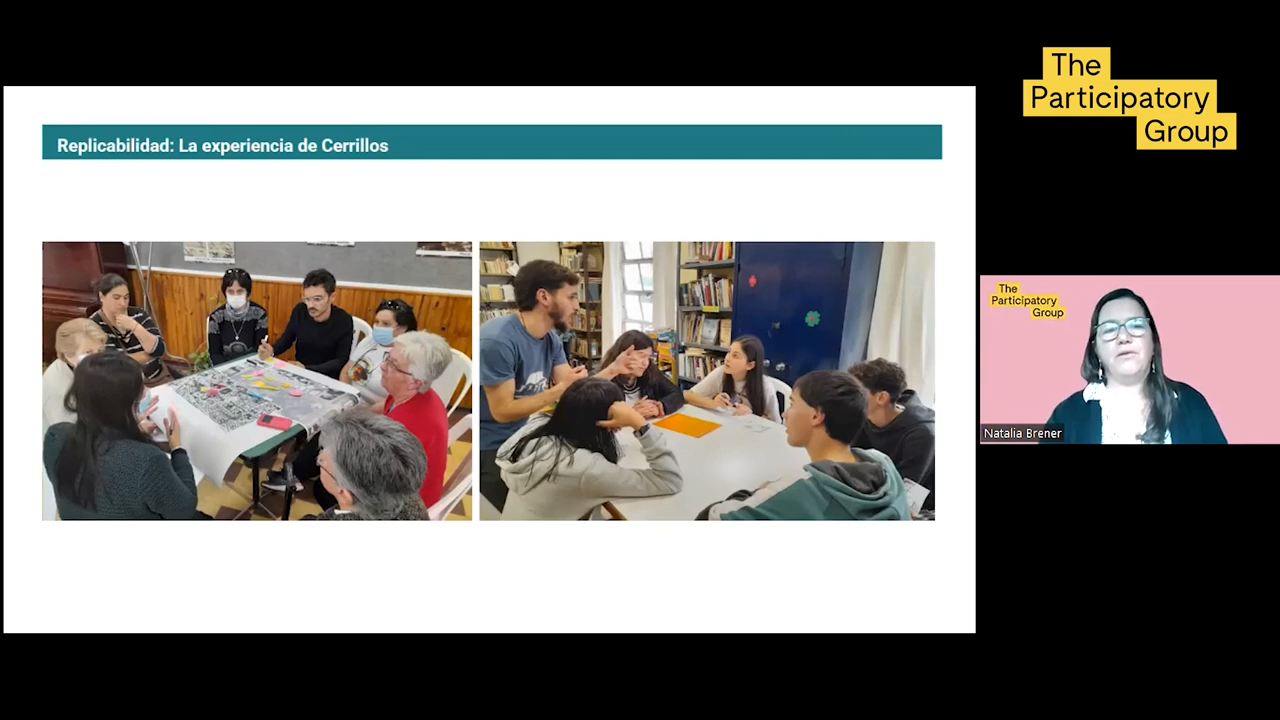 Replicabilidad: La experiencia de Cerrillos
The
Participatory
Group
The
Participatory
Group
Natalia Brener